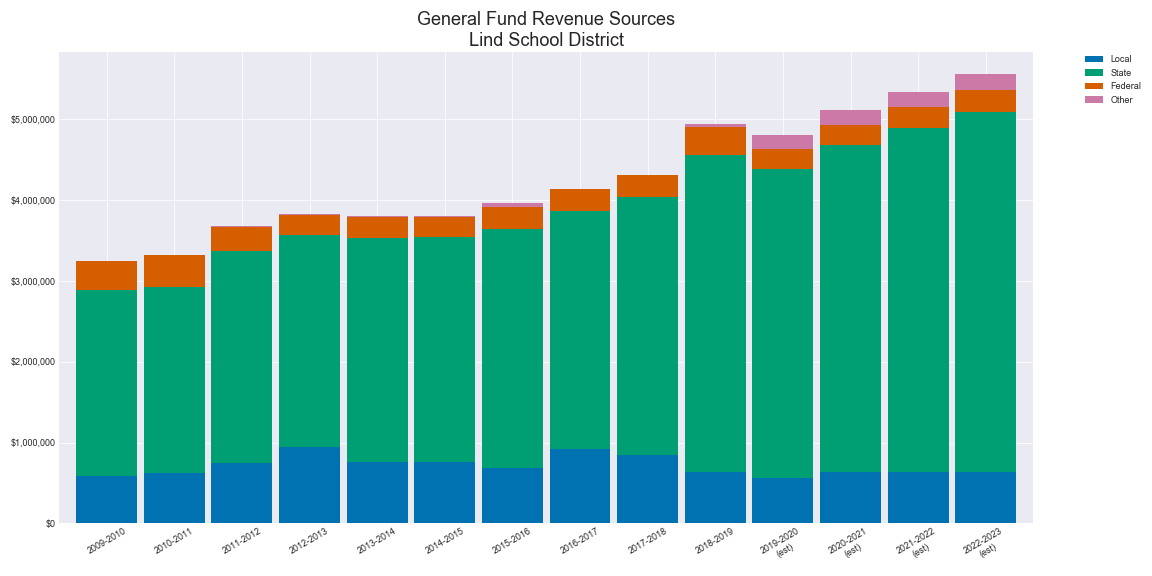 General Fund Revenue Sources
Lind School District
Local
State
Federal
Other
$5,000,000
$4,000,000
$3,000,000
$2,000,000
$1,000,000
$0
2009-2010
2010-2011
2011-2012
2012-2013
2013-2014
2014-2015
2015-2016
2016-2017
2017-2018
2018-2019
2019-2020
(est)
2020-2021
(est)
2021-2022
(est)
2022-2023
(est)